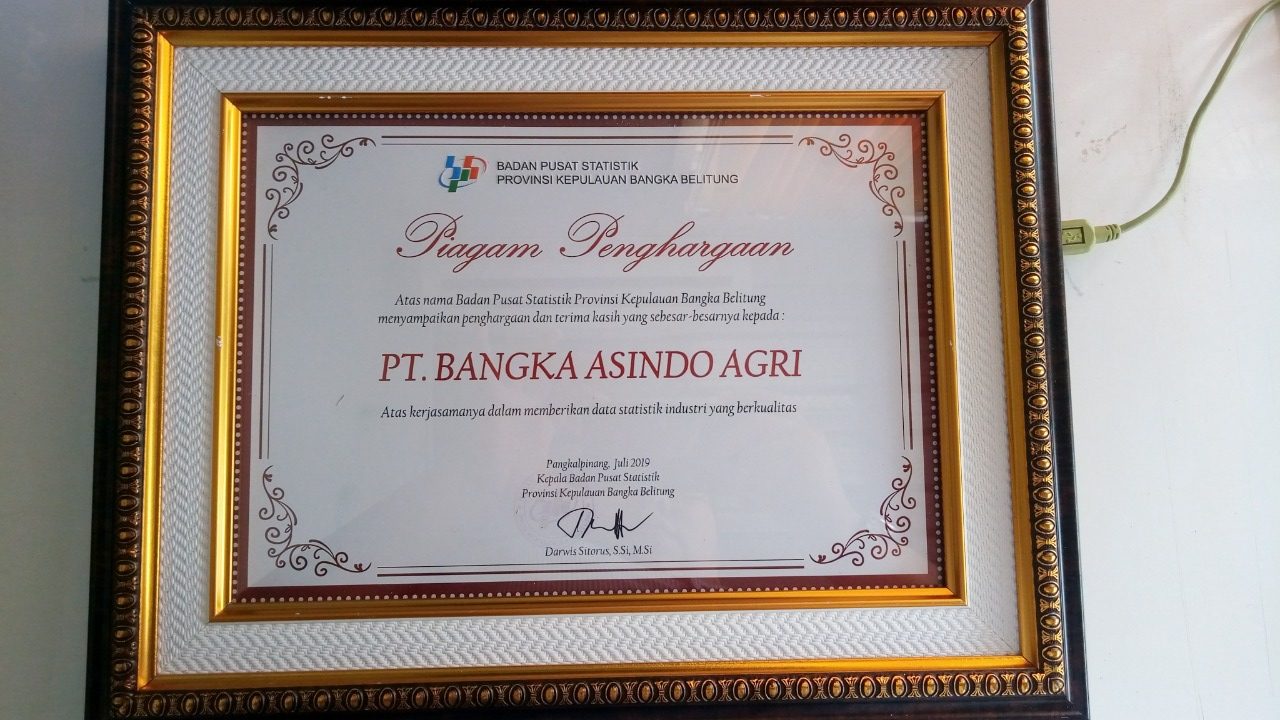 BADAN PUSAT STATISTIK
PROVINSI KEPULAUAN BANGKA BELITUNG
Piagam Penghargaan
Atas nama Badan Pusat Statistik Provinsi Kepulauan Bangka Belitung
menyampaikan penghargaan dan terima kasih yang sebesar-besarnya kepada :
PT. BANGKA ASINDO AGRI
Atas kerjasamanya dalam memberikan data statistik industri yang berkualitas
Pangkalpinang, Juli 2019
Kepala Badan Pusat Statistik
Provinsi Kepulauan Bangka Belitung
Darwis Sitorus, S.Si, M.Si